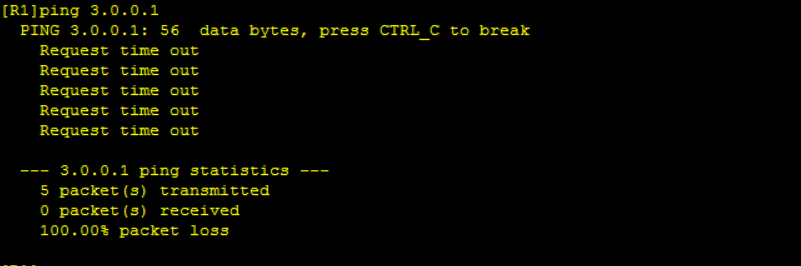 [R1]ping 3.0.0.1
PING 3.0.0.1: 56  data bytes, press CTRL_C to break
Request time out
Request time out
Request time out
Request time out
Request time out
--- 3.0.0.1 ping statistics ---
5 packet(s) transmitted
0 packet(s) received
100.00% packet loss